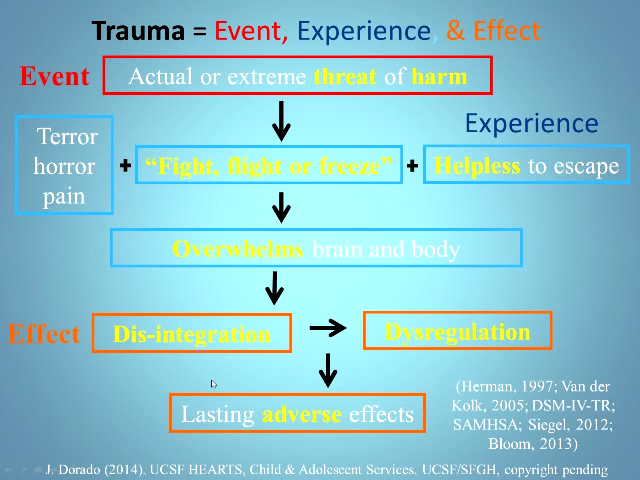 Trauma = Event, Experience, & Effect
Event
Actual or extreme threat of harm
Experience
Terror
horror
pain
+
“Fight, flight or freeze”
+
Helpless to escape
Overwhelms brain and body
Effect
Dis-integration
Dysregulation
Lasting adverse effects
(Herman, 1997; Van der
Kolk, 2005; DSM-IV-TR;
SAMHSA; Siegel, 2012;
Bloom, 2013)
J. Dorado (2014), UCSF HEARTS, Child & Adolescent Services, UCSF/SFGH, copyright pending